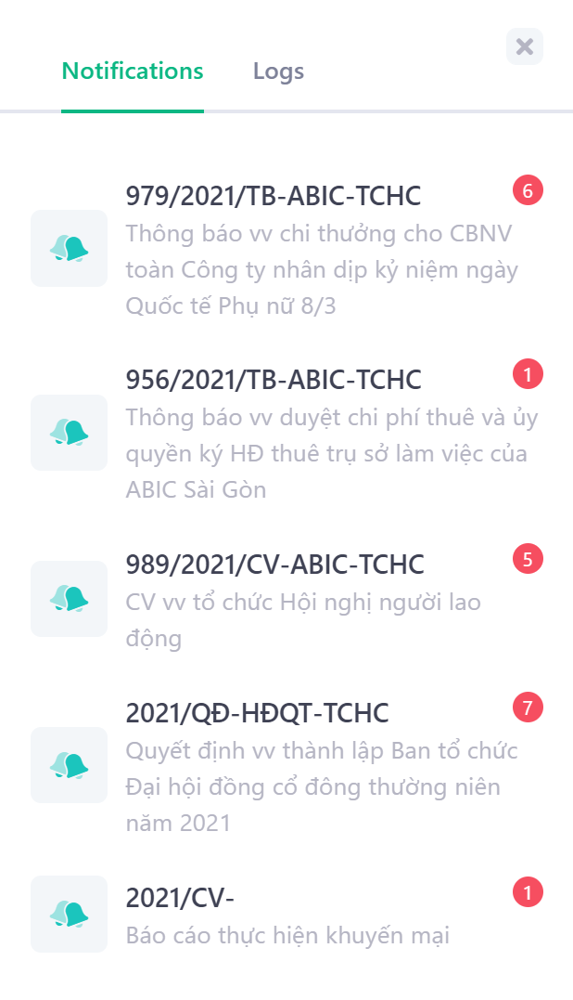 Notifications Logs
979/2021/TB-ABIC-TCHC 6
Thông báo vv chi thưởng cho CBNV
toàn Công ty nhân dịp kỷ niệm ngày
Quốc tế Phụ nữ 8/3
956/2021/TB-ABIC-TCHC 1
Thông báo vv duyệt chi phí thuê và ủy
quyền ký HĐ thuê trụ sở làm việc của
ABIC Sài Gòn
989/2021/CV-ABIC-TCHC 5
CV vv tổ chức Hội nghị người lao
động
2021/QĐ-HĐQT-TCHC 7
Quyết định vv thành lập Ban tổ chức
Đại hội đồng cổ đông thường niên
năm 2021
2021/CV- 1
Báo cáo thực hiện khuyến mại